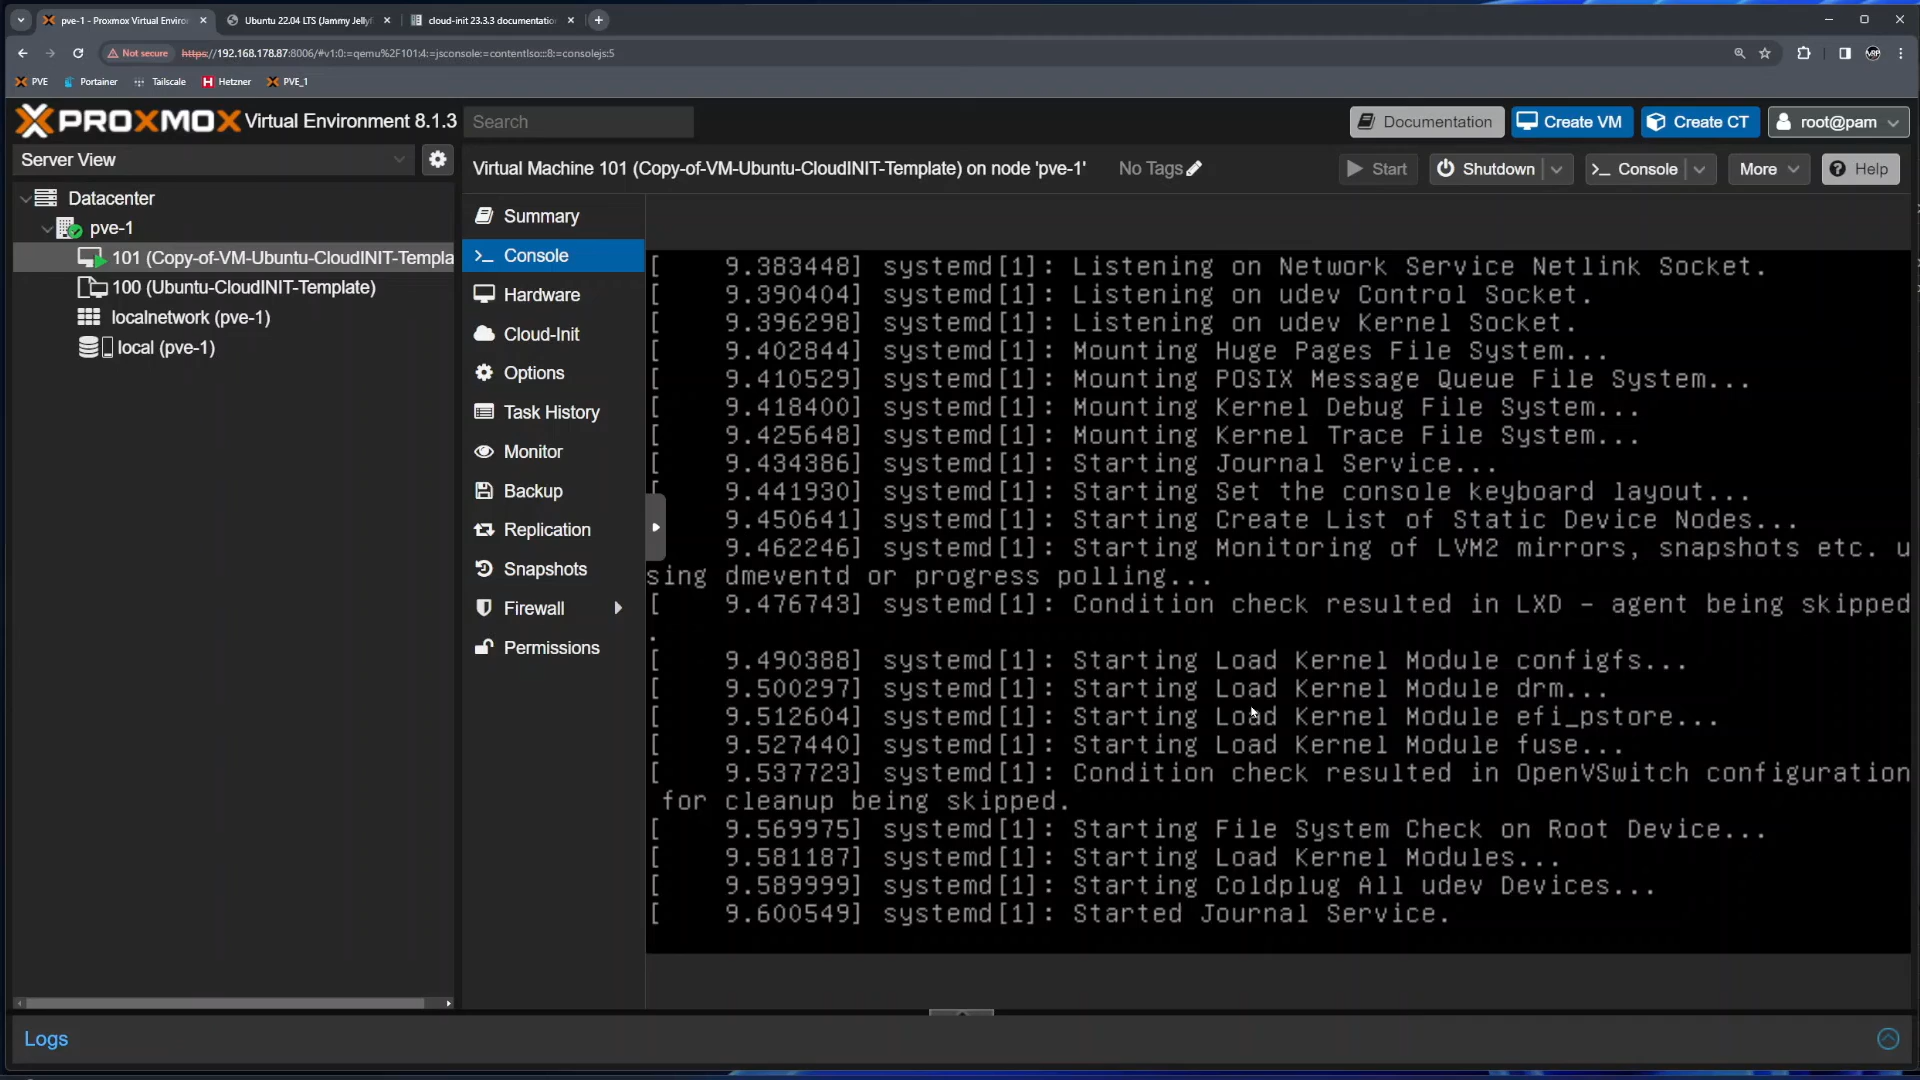 pve-1 - Proxmox Virtual Enviro
Ubuntu 22.04 LTS (Jammy Jellyf
cloud-init 23.3.3 documentatio
Not secure
https://192.168.178.87:8006/#v1:0:=qemu%2F101:4:=jsconsole:=contentIso:::8:=consolejs:5
PVE
Portainer
Tailscale
H Hetzner
PVE_1
PROXMOX Virtual Environment 8.1.3
Search
Documentation
Create VM
Create CT
root@pam
Server View
Virtual Machine 101 (Copy-of-VM-Ubuntu-CloudINIT-Template) on node 'pve-1'
No Tags
Start
Shutdown
Console
More
Help
Datacenter
pve-1
101 (Copy-of-VM-Ubuntu-CloudINIT-Templa
100 (Ubuntu-CloudINIT-Template)
localnetwork (pve-1)
local (pve-1)
Summary
Console
Hardware
Cloud-Init
Options
Task History
Monitor
Backup
Replication
Snapshots
Firewall
Permissions
[ 9.383448] systemd[1]: Listening on Network Service Netlink Socket.
[ 9.390404] systemd[1]: Listening on udev Control Socket.
[ 9.396298] systemd[1]: Listening on udev Kernel Socket.
[ 9.402844] systemd[1]: Mounting Huge Pages File System...
[ 9.410529] systemd[1]: Mounting POSIX Message Queue File System...
[ 9.418400] systemd[1]: Mounting Kernel Debug File System...
[ 9.425648] systemd[1]: Mounting Kernel Trace File System...
[ 9.434386] systemd[1]: Starting Journal Service...
[ 9.441930] systemd[1]: Starting Set the console keyboard layout...
[ 9.450641] systemd[1]: Starting Create List of Static Device Nodes...
[ 9.462246] systemd[1]: Starting Monitoring of LVM2 mirrors, snapshots etc. u
sing dmeventd or progress polling...
[ 9.476743] systemd[1]: Condition check resulted in LXD - agent being skipped
.
[ 9.490388] systemd[1]: Starting Load Kernel Module configfs...
[ 9.500297] systemd[1]: Starting Load Kernel Module drm...
[ 9.512604] systemd[1]: Starting Load Kernel Module efi_pstore...
[ 9.527440] systemd[1]: Starting Load Kernel Module fuse...
[ 9.537723] systemd[1]: Condition check resulted in OpenVSwitch configuration
for cleanup being skipped.
[ 9.569975] systemd[1]: Starting File System Check on Root Device...
[ 9.581187] systemd[1]: Starting Load Kernel Modules...
[ 9.589999] systemd[1]: Starting Coldplug All udev Devices...
[ 9.600549] systemd[1]: Started Journal Service.
Logs